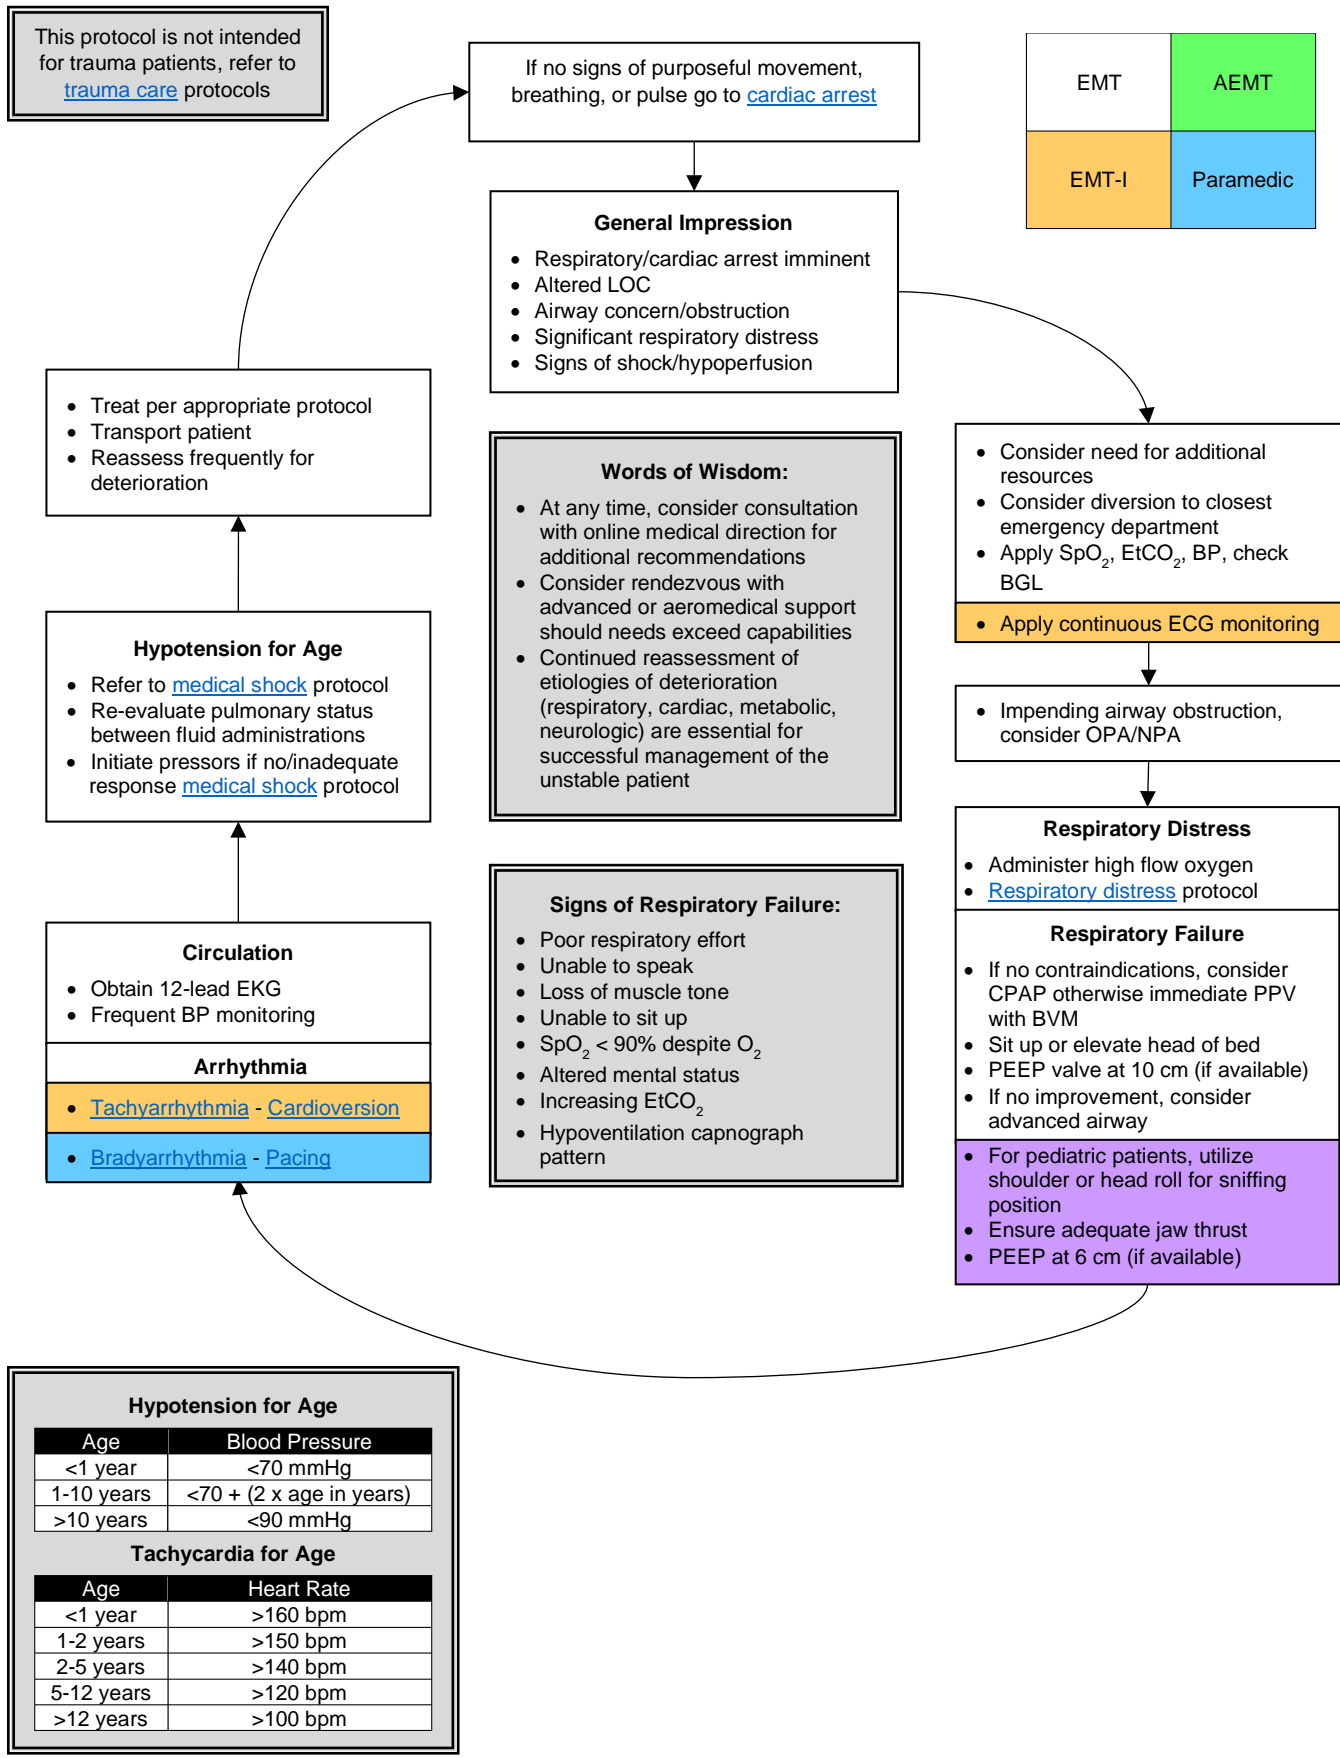 This protocol is not intended
for trauma patients, refer to
trauma care protocols
If no signs of purposeful movement,
breathing, or pulse go to cardiac arrest
EMT
AEMT
EMT-I
Paramedic
General Impression
• Respiratory/cardiac arrest imminent
• Altered LOC
• Airway concern/obstruction
• Significant respiratory distress
• Signs of shock/hypoperfusion
• Consider need for additional
resources
• Consider diversion to closest
emergency department
• Apply SpO₂, EtCO₂, BP, check
BGL
• Apply continuous ECG monitoring
• Impending airway obstruction,
consider OPA/NPA
Respiratory Distress
• Administer high flow oxygen
• Respiratory distress protocol
Respiratory Failure
• If no contraindications, consider
CPAP otherwise immediate PPV
with BVM
• Sit up or elevate head of bed
• PEEP valve at 10 cm (if available)
• If no improvement, consider
advanced airway
• For pediatric patients, utilize
shoulder or head roll for sniffing
position
• Ensure adequate jaw thrust
• PEEP at 6 cm (if available)
Circulation
• Obtain 12-lead EKG
• Frequent BP monitoring
Arrhythmia
• Tachyarrhythmia - Cardioversion
• Bradyarrhythmia - Pacing
Hypotension for Age
• Refer to medical shock protocol
• Re-evaluate pulmonary status
between fluid administrations
• Initiate pressors if no/inadequate
response medical shock protocol
• Treat per appropriate protocol
• Transport patient
• Reassess frequently for
deterioration
Words of Wisdom:
• At any time, consider consultation
with online medical direction for
additional recommendations
• Consider rendezvous with
advanced or aeromedical support
should needs exceed capabilities
• Continued reassessment of
etiologies of deterioration
(respiratory, cardiac, metabolic,
neurologic) are essential for
successful management of the
unstable patient
Signs of Respiratory Failure:
• Poor respiratory effort
• Unable to speak
• Loss of muscle tone
• Unable to sit up
• SpO₂ < 90% despite O₂
• Altered mental status
• Increasing EtCO₂
• Hypoventilation capnograph
pattern
Hypotension for Age
Age Blood Pressure
<1 year <70 mmHg
1-10 years <70 + (2 x age in years)
>10 years <90 mmHg
Tachycardia for Age
Age Heart Rate
<1 year >160 bpm
1-2 years >150 bpm
2-5 years >140 bpm
5-12 years >120 bpm
>12 years >100 bpm